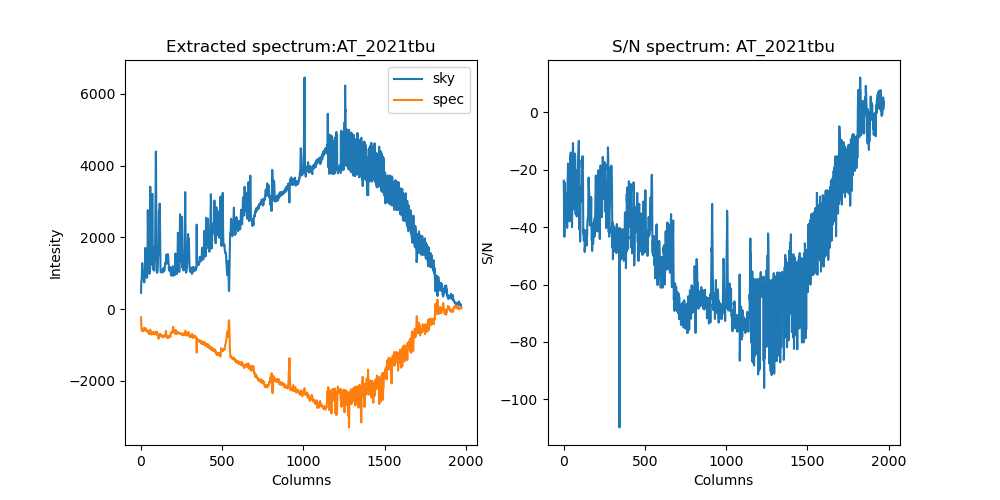 Extracted spectrum:AT_2021tbu
sky
spec
6000
4000
2000
0
−2000
0
500
1000
1500
2000
Columns
Intesity
S/N spectrum: AT_2021tbu
0
−20
−40
−60
−80
−100
0
500
1000
1500
2000
Columns
S/N